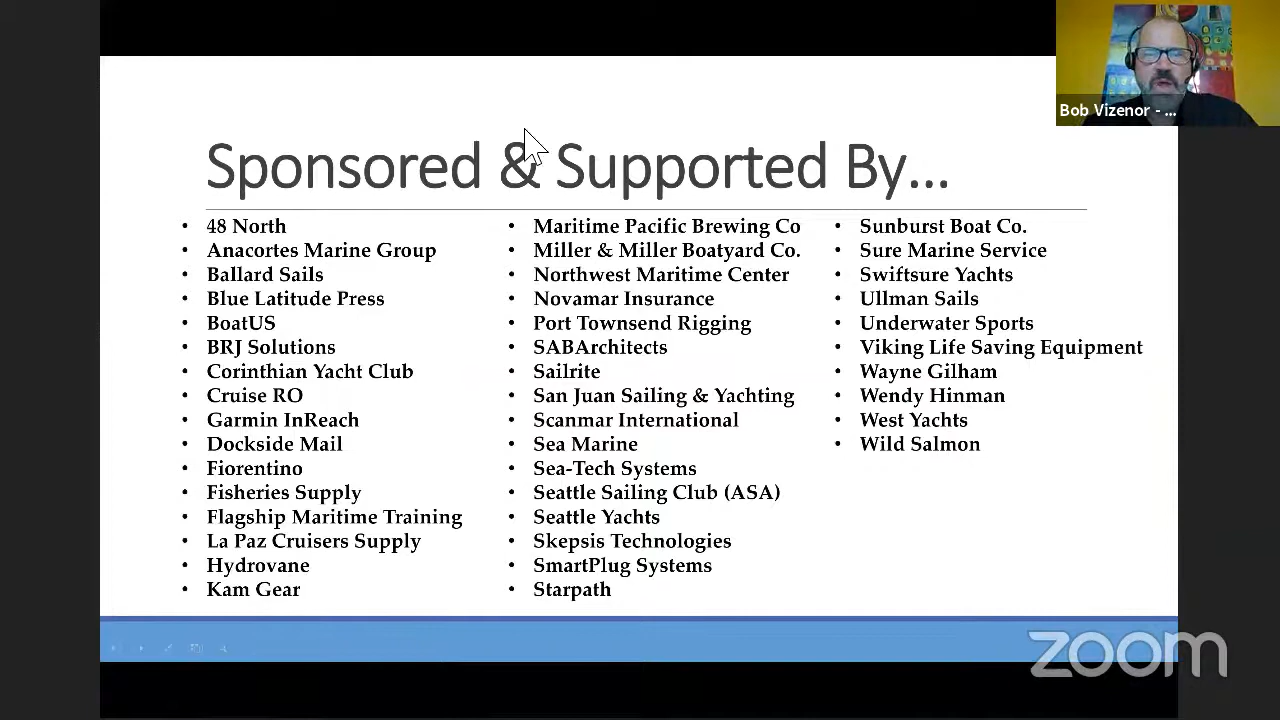 Bob Vizenor - ...
Sponsored & Supported By...
• 48 North
• Anacortes Marine Group
• Ballard Sails
• Blue Latitude Press
• BoatUS
• BRJ Solutions
• Corinthian Yacht Club
• Cruise RO
• Garmin InReach
• Dockside Mail
• Fiorentino
• Fisheries Supply
• Flagship Maritime Training
• La Paz Cruisers Supply
• Hydrovane
• Kam Gear
• Maritime Pacific Brewing Co
• Miller & Miller Boatyard Co.
• Northwest Maritime Center
• Novamar Insurance
• Port Townsend Rigging
• SABArchitects
• Sailrite
• San Juan Sailing & Yachting
• Scanmar International
• Sea Marine
• Sea-Tech Systems
• Seattle Sailing Club (ASA)
• Seattle Yachts
• Skepsis Technologies
• SmartPlug Systems
• Starpath
• Sunburst Boat Co.
• Sure Marine Service
• Swiftsure Yachts
• Ullman Sails
• Underwater Sports
• Viking Life Saving Equipment
• Wayne Gilham
• Wendy Hinman
• West Yachts
• Wild Salmon
zoom